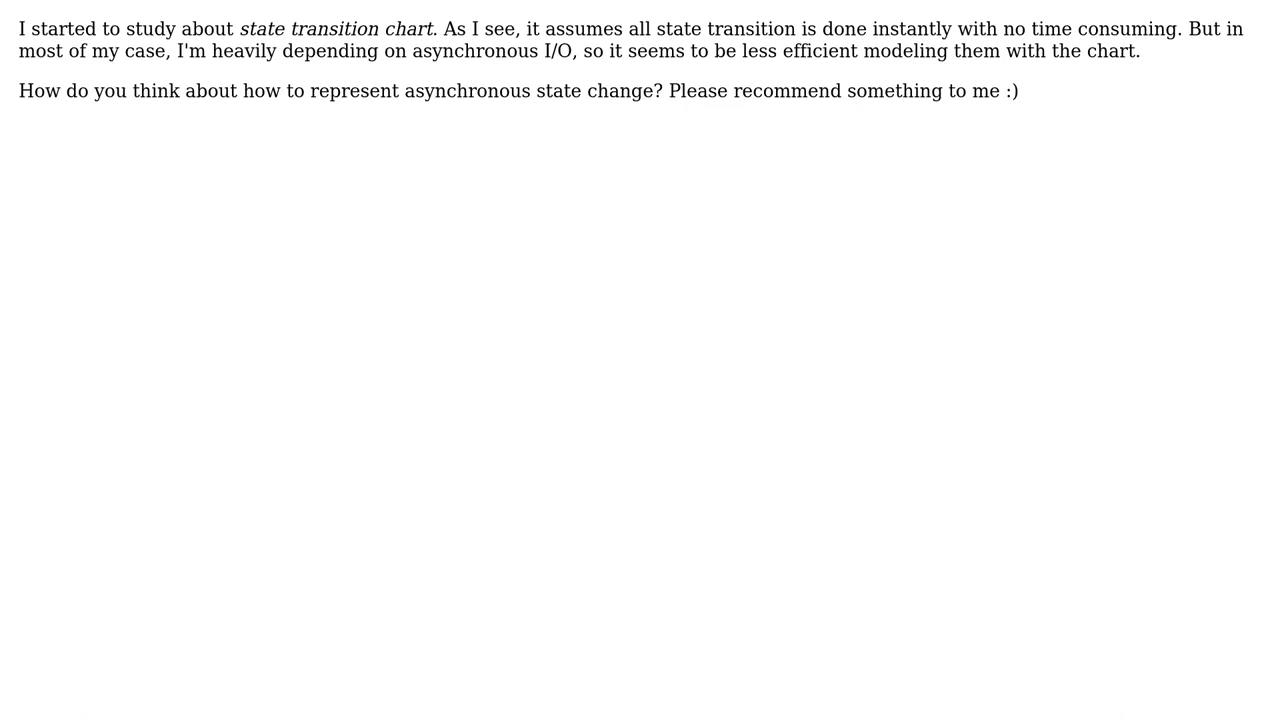 I started to study about state transition chart. As I see, it assumes all state transition is done instantly with no time consuming. But in
most of my case, I'm heavily depending on asynchronous I/O, so it seems to be less efficient modeling them with the chart.
How do you think about how to represent asynchronous state change? Please recommend something to me :)